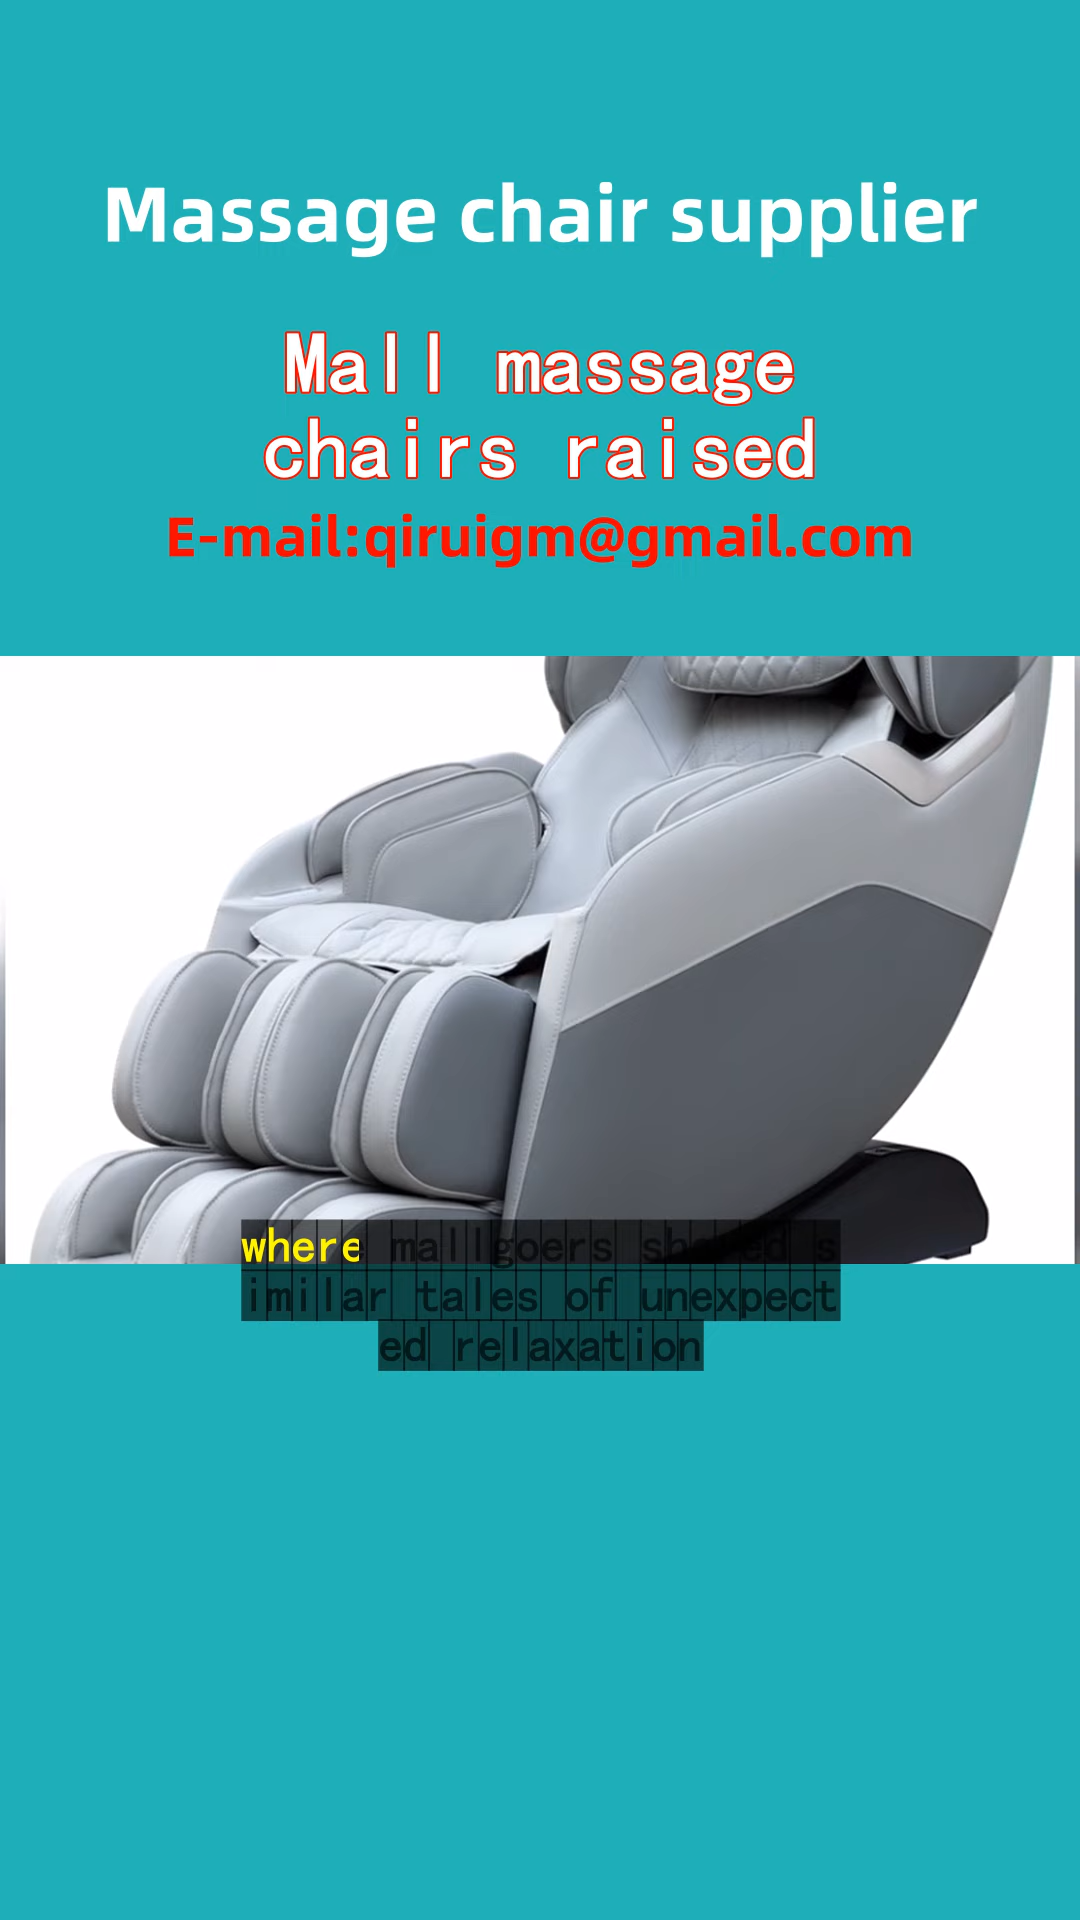 Massage chair supplier
Mall massage
chairs raised
E-mail:qiruigm@gmail.com
where mallgoers shared s
imilar tales of unexpect
ed relaxation